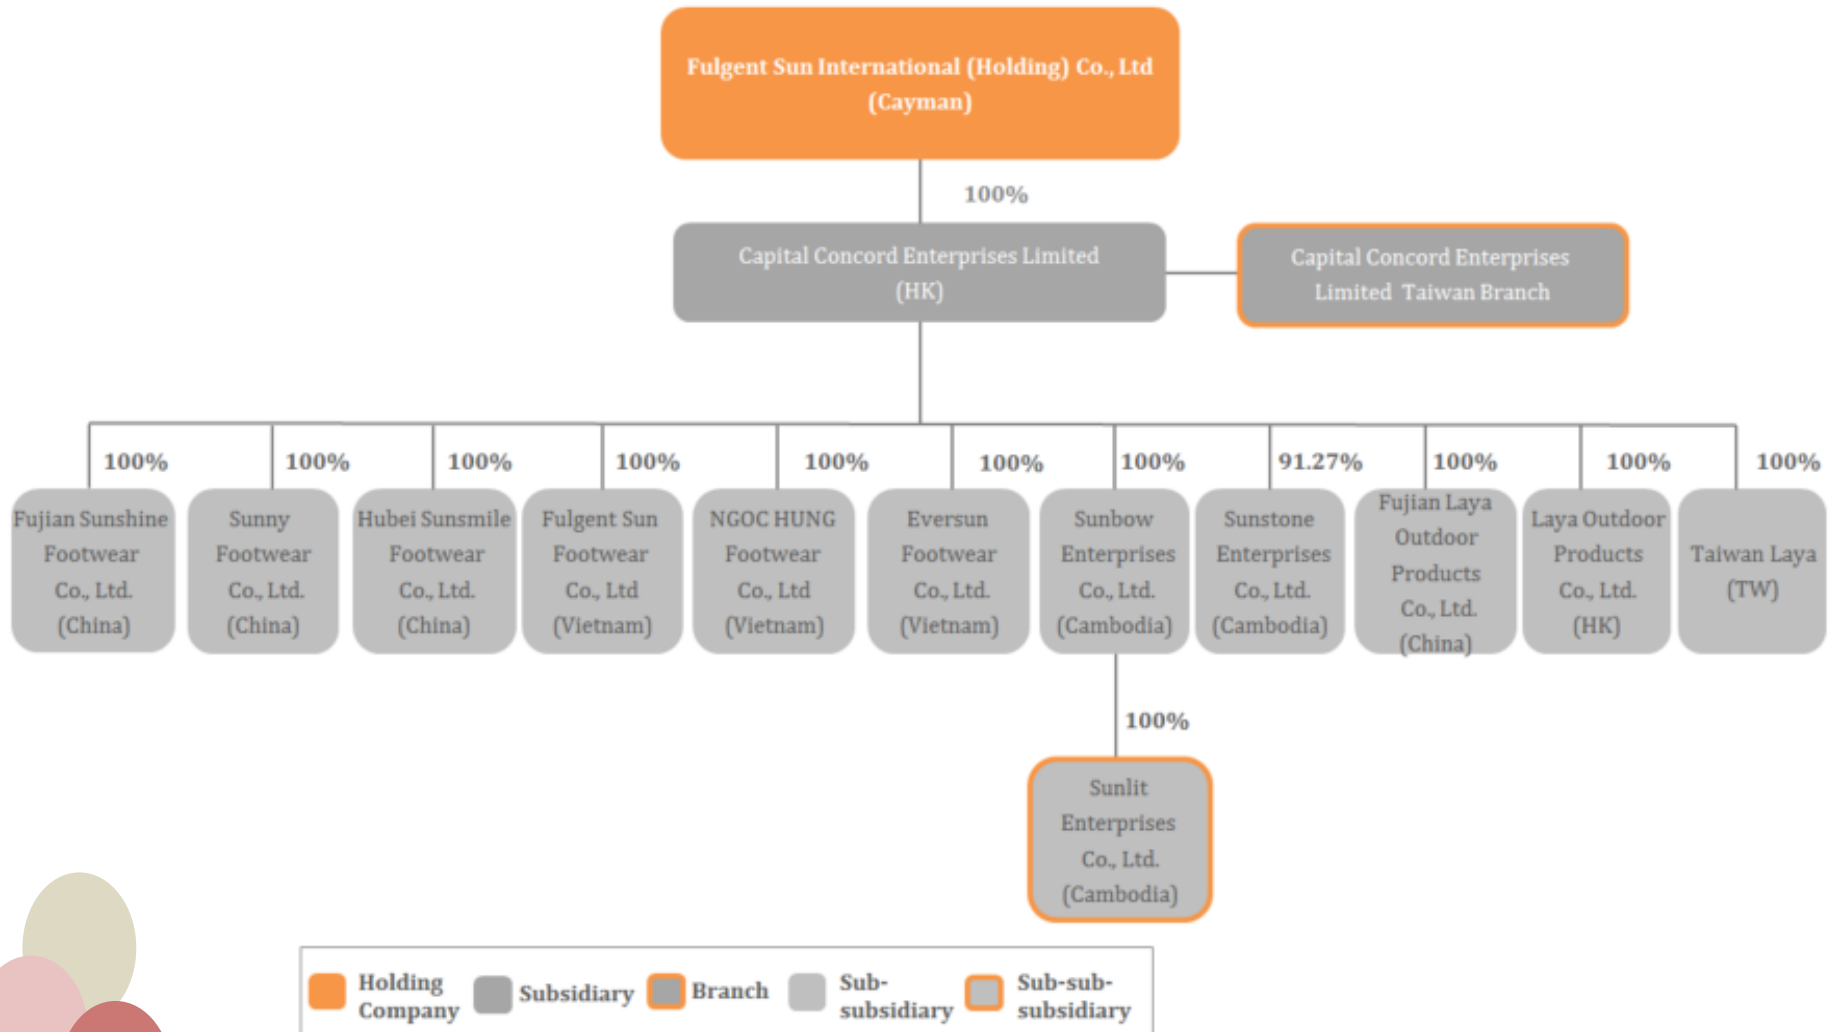 Fulgent Sun International (Holding) Co., Ltd
(Cayman)
100%
Capital Concord Enterprises Limited
(HK)
Capital Concord Enterprises
Limited Taiwan Branch
100%
100%
100%
100%
100%
100%
100%
91.27%
100%
100%
100%
Fujian Sunshine
Footwear
Co., Ltd.
(China)
Sunny
Footwear
Co., Ltd.
(China)
Hubei Sunsmile
Footwear
Co., Ltd.
(China)
Fulgent Sun
Footwear
Co., Ltd
(Vietnam)
NGOC HUNG
Footwear
Co., Ltd
(Vietnam)
Eversun
Footwear
Co., Ltd.
(Vietnam)
Sunbow
Enterprises
Co., Ltd.
(Cambodia)
Sunstone
Enterprises
Co., Ltd.
(Cambodia)
Fujian Laya
Outdoor
Products
Co., Ltd.
(China)
Laya Outdoor
Products
Co., Ltd.
(HK)
Taiwan Laya
(TW)
100%
Sunlit
Enterprises
Co., Ltd.
(Cambodia)
Holding
Company
Subsidiary
Branch
Sub-
subsidiary
Sub-sub-
subsidiary